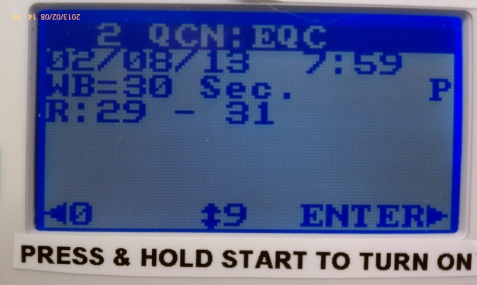 2013/02/08 14:15
2 QCN:EQC
02/08/13 7:59
WB=30 Sec. P
R:29 - 31
◀0 ↕9 ENTER▶
PRESS & HOLD START TO TURN ON